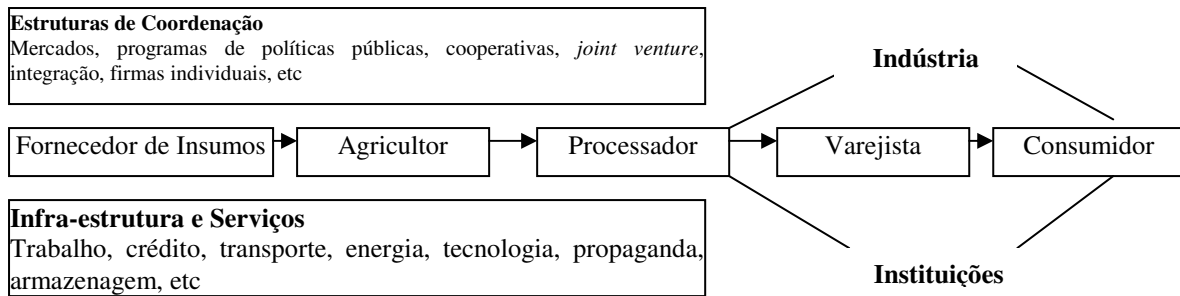 Estruturas de Coordenação
Mercados, programas de políticas públicas, cooperativas, joint venture,
integração, firmas individuais, etc
Indústria
Fornecedor de Insumos
Agricultor
Processador
Varejista
Consumidor
Infra-estrutura e Serviços
Trabalho, crédito, transporte, energia, tecnologia, propaganda,
armazenagem, etc
Instituições